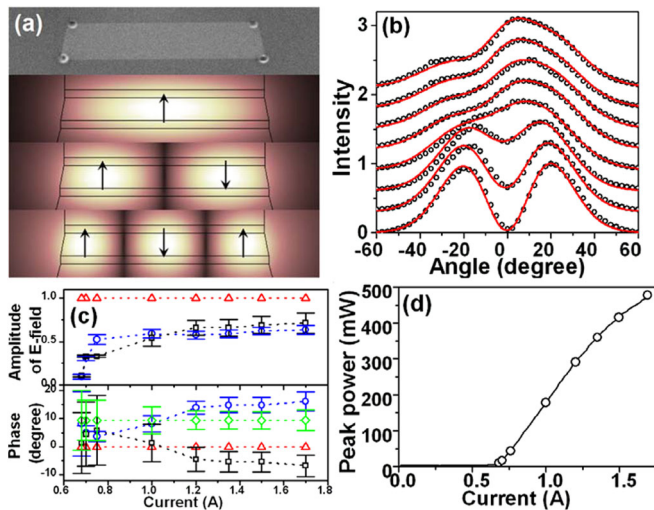 (a)
(b)
3
2
1
0
Intensity
-60 -40 -20 0 20 40 60
Angle (degree)
(c)
1.0
0.5
0.0
Amplitude
of E-field
20
10
0
-10
Phase
(degree)
0.6 0.8 1.0 1.2 1.4 1.6 1.8
Current (A)
(d)
500
400
300
200
100
0
Peak power (mW)
0.0 0.5 1.0 1.5
Current (A)